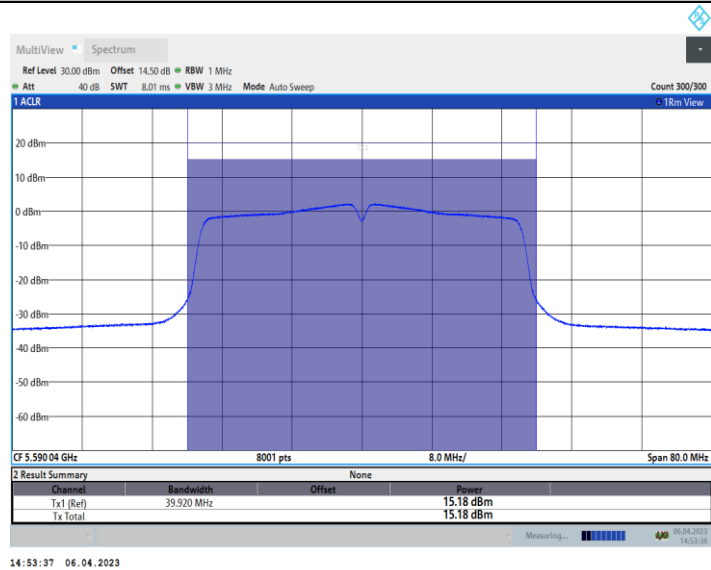 MultiView Spectrum
Ref Level 30.00 dBm Offset 14.50 dB RBW 1 MHz
Att 40 dB SWT 8.01 ms VBW 3 MHz Mode Auto Sweep Count 300/300
1 ACLR 1Rm View
20 dBm
10 dBm
0 dBm
-10 dBm
-20 dBm
-30 dBm
-40 dBm
-50 dBm
-60 dBm
CF 5.590 04 GHz 8001 pts 8.0 MHz/ Span 80.0 MHz
2 Result Summary None
Channel Bandwidth Offset Power
Tx1 (Ref) 39.920 MHz 15.18 dBm
Tx Total 15.18 dBm
Measuring... 06.04.2023
14:53:36
14:53:37 06.04.2023